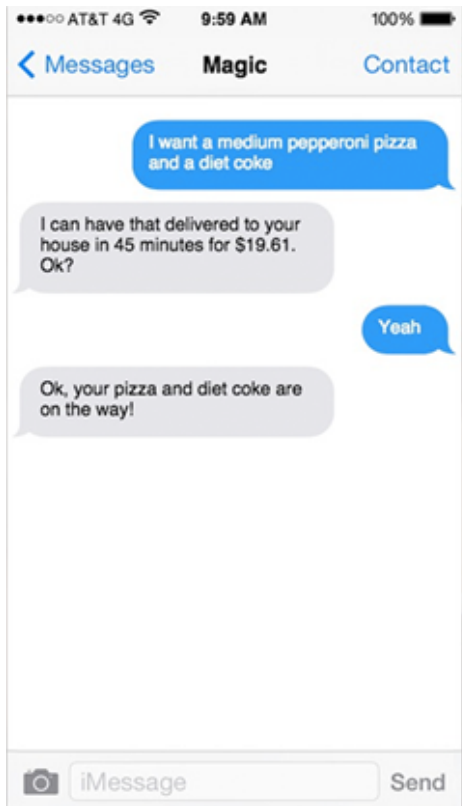 AT&T 4G 9:59 AM 100%
Messages Magic Contact
I want a medium pepperoni pizza
and a diet coke
I can have that delivered to your
house in 45 minutes for $19.61.
Ok?
Yeah
Ok, your pizza and diet coke are
on the way!
iMessage Send